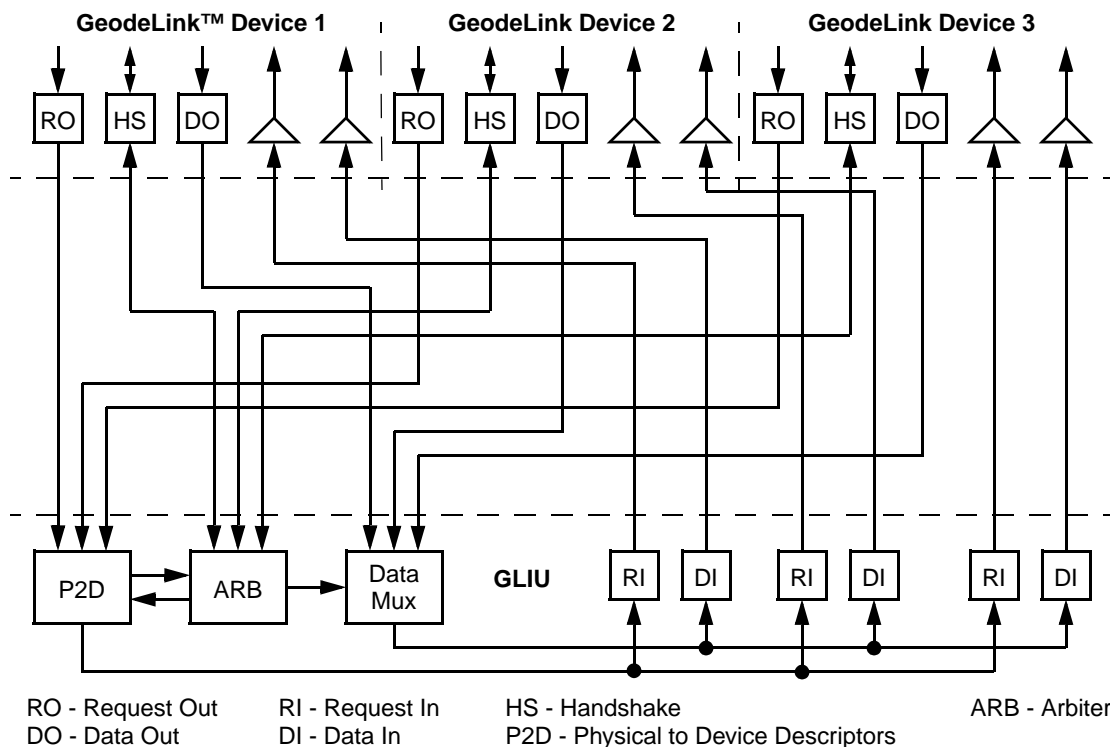 GeodeLink™ Device 1
GeodeLink Device 2
GeodeLink Device 3
RO
HS
DO
RO
HS
DO
RO
HS
DO
P2D
ARB
Data
Mux
GLIU
RI
DI
RI
DI
RI
DI
RO - Request Out
RI - Request In
HS - Handshake
ARB - Arbiter
DO - Data Out
DI - Data In
P2D - Physical to Device Descriptors